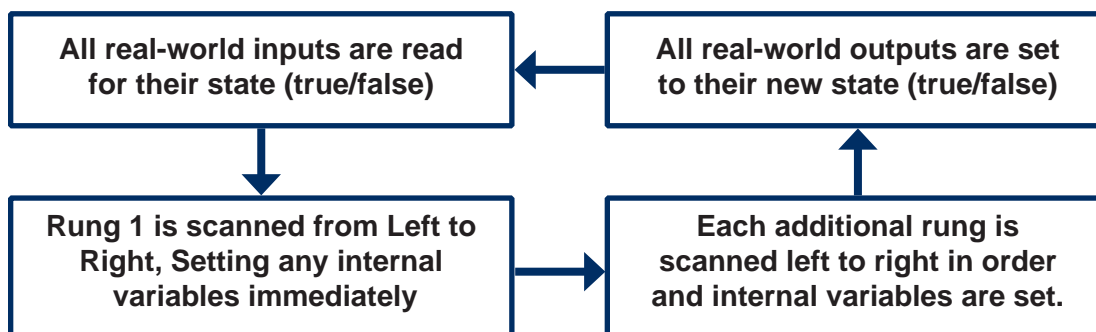 All real-world inputs are read
for their state (true/false)
All real-world outputs are set
to their new state (true/false)
Rung 1 is scanned from Left to
Right, Setting any internal
variables immediately
Each additional rung is
scanned left to right in order
and internal variables are set.